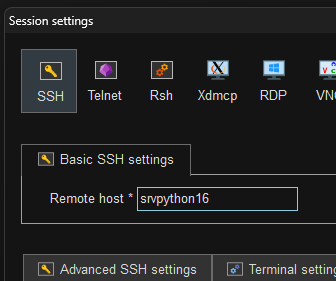 Session settings
SSH Telnet Rsh Xdmcp RDP VNC
Basic SSH settings
Remote host * srvpython16
Advanced SSH settings Terminal setting